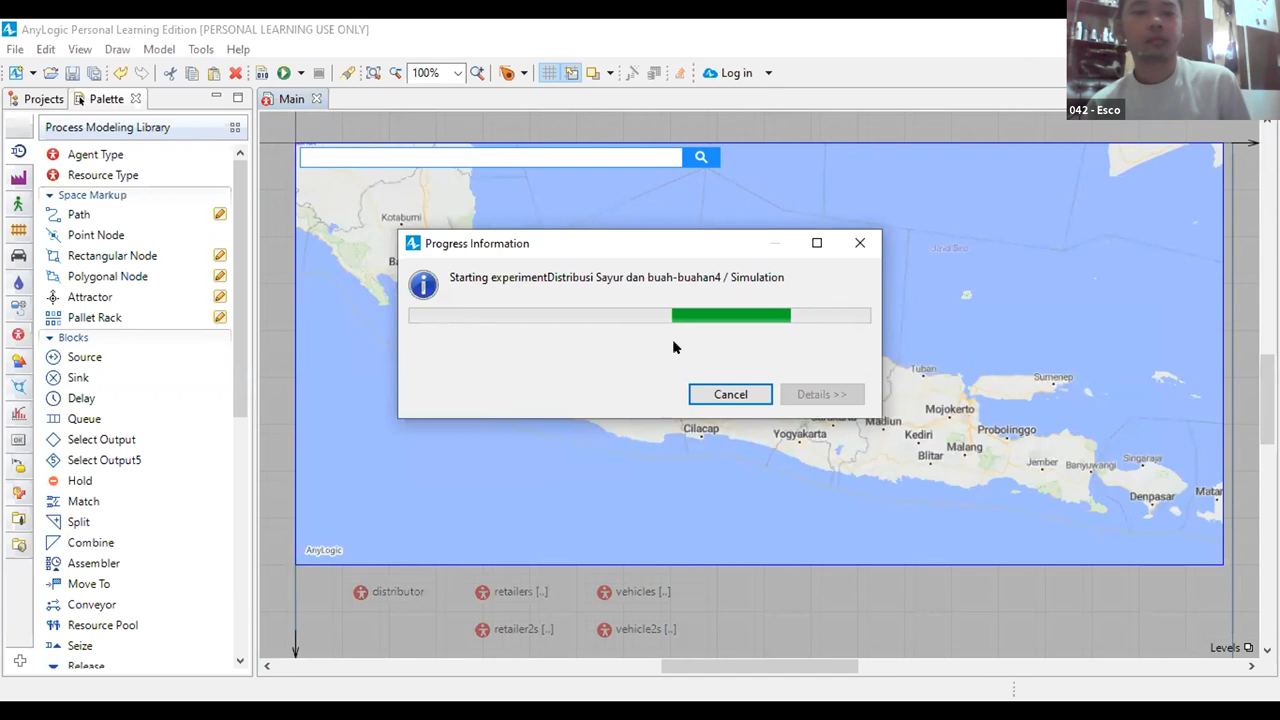 AnyLogic Personal Learning Edition [PERSONAL LEARNING USE ONLY]
File Edit View Draw Model Tools Help
100% Log in
042 - Esco
Projects Palette Main
Process Modeling Library
Agent Type
Resource Type
Space Markup
Path
Point Node
Rectangular Node
Polygonal Node
Attractor
Pallet Rack
Blocks
Source
Sink
Delay
Queue
Select Output
Select Output5
Hold
Match
Split
Combine
Assembler
Move To
Conveyor
Resource Pool
Seize
Release
Kotabumi
Progress Information
Starting experimentDistribusi Sayur dan buah-buahan4 / Simulation
Cancel Details >>
Tuban
Sumenep
Mojokerto
Cilacap
Yogyakarta
Madiun
Kediri
Probolinggo
Malang
Blitar
Jember
Banyuwangi
Singaraja
Denpasar
Matar
AnyLogic
distributor retailers [..] vehicles [..]
retailer2s [..] vehicle2s [..]
Levels